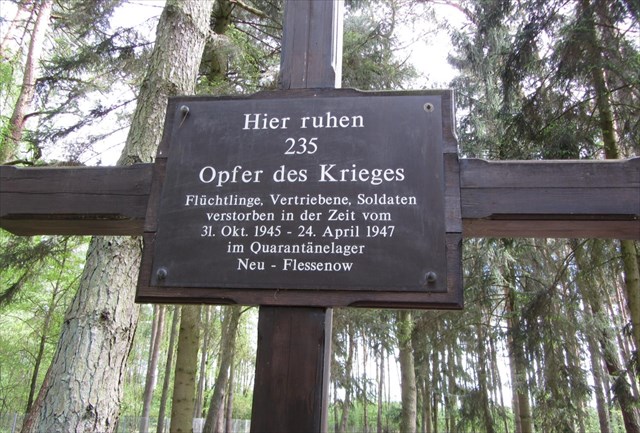 Hier ruhen
235
Opfer des Krieges
Flüchtlinge, Vertriebene, Soldaten
verstorben in der Zeit vom
31. Okt. 1945 - 24. April 1947
im Quarantänelager
Neu - Flessenow